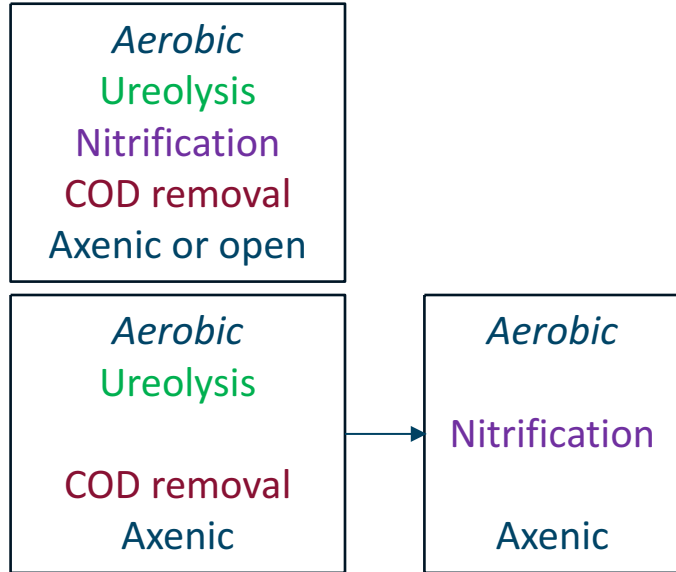 Aerobic
Ureolysis
Nitrification
COD removal
Axenic or open
Aerobic
Ureolysis
COD removal
Axenic
Aerobic
Nitrification
Axenic